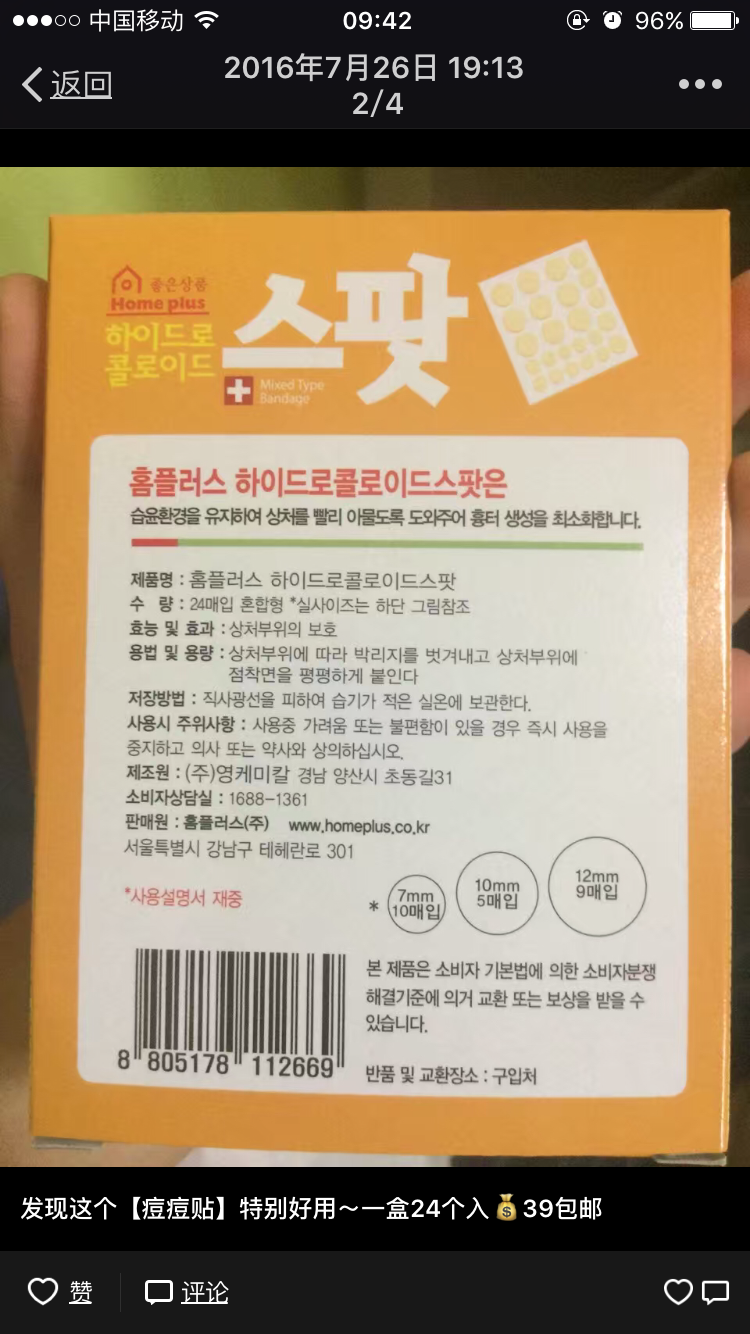 中国移动
09:42
96%
返回
2016年7月26日 19:13
2/4
좋은상품
Home plus
하이드로
콜로이드
스팟
Mixed Type
Bandage
홈플러스 하이드로콜로이드스팟은
습윤환경을 유지하여 상처를 빨리 아물도록 도와주어 흉터 생성을 최소화합니다.
제품명 : 홈플러스 하이드로콜로이드스팟
수 량 : 24매입 혼합형 *실사이즈는 하단 그림참조
효능 및 효과 : 상처부위의 보호
용법 및 용량 : 상처부위에 따라 박리지를 벗겨내고 상처부위에
점착면을 평평하게 붙인다
저장방법 : 직사광선을 피하여 습기가 적은 실온에 보관한다.
사용시 주위사항 : 사용중 가려움 또는 불편함이 있을 경우 즉시 사용을
중지하고 의사 또는 약사와 상의하십시오.
제조원 : (주)영케미칼 경남 양산시 초동길31
소비자상담실 : 1688-1361
판매원 : 홈플러스(주) www.homeplus.co.kr
서울특별시 강남구 테헤란로 301
*사용설명서 재중
* 7mm
10매입
10mm
5매입
12mm
9매입
본 제품은 소비자 기본법에 의한 소비자분쟁
해결기준에 의거 교환 또는 보상을 받을 수
있습니다.
반품 및 교환장소 : 구입처
8 805178 112669
发现这个【痘痘贴】特别好用～一盒24个入💰39包邮
赞
评论